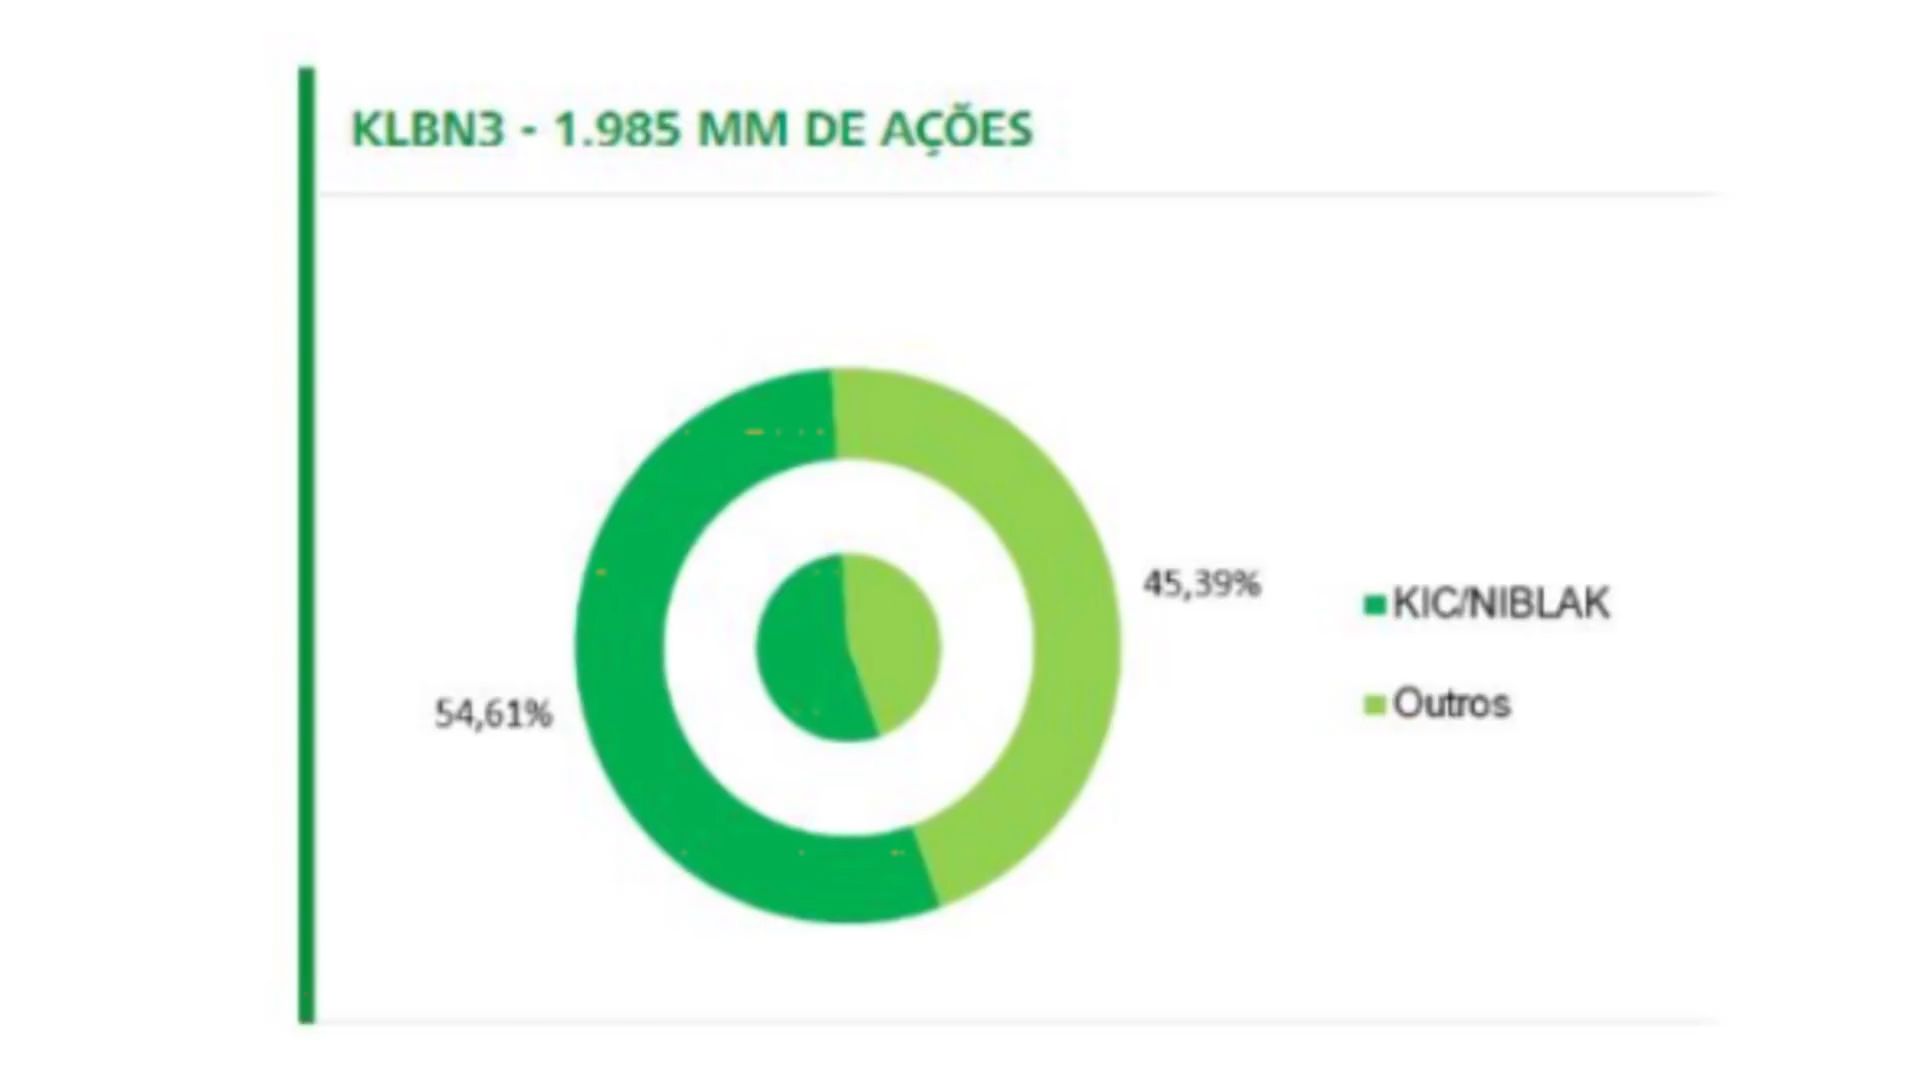 KLBN3 - 1.985 MM DE AÇÕES
45,39%
KIC/NIBLAK
Outros
54,61%